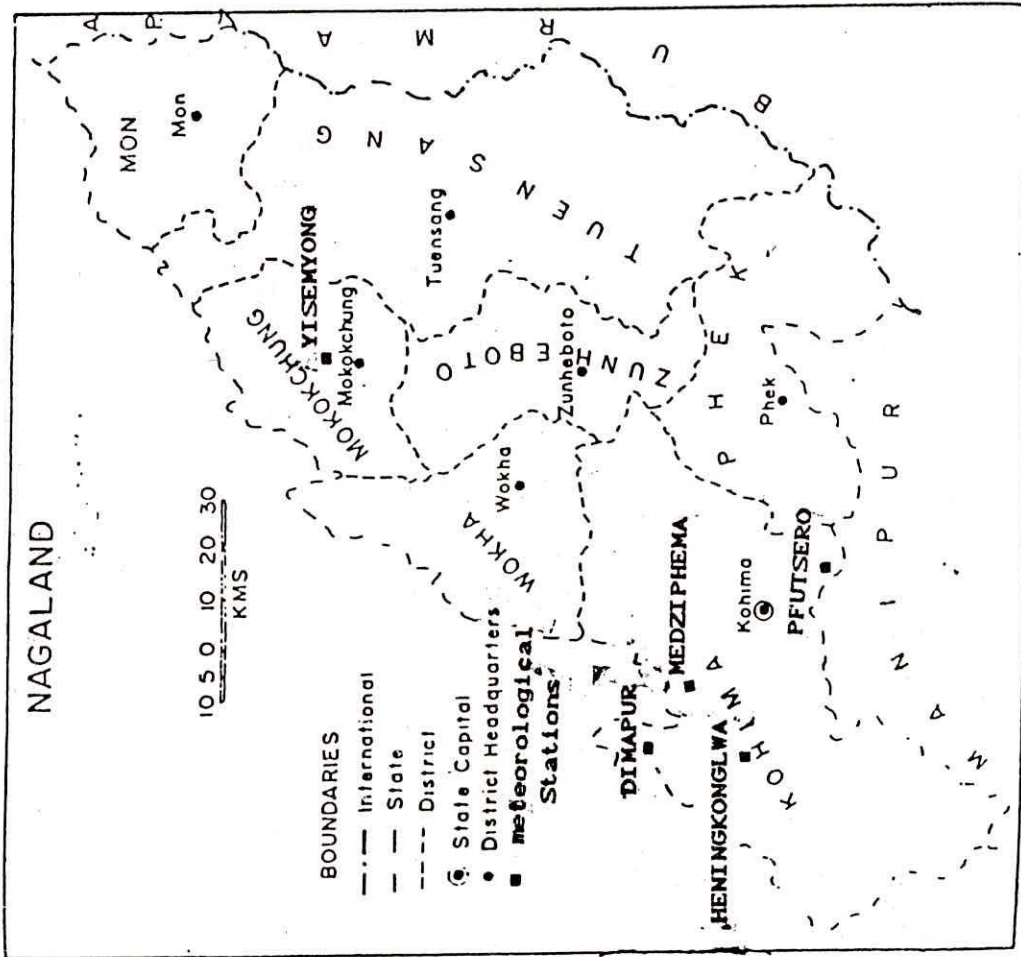 NAGALAND
10 5 0 10 20 30
KMS
BOUNDARIES
International
State
District
State Capital
District Headquarters
meteorological
Stations
A P
B U R M A
MON
Mon
TUENSANG
Tuensang
YISEMYONG
MOKOKCHUNG
Mokokchung
ZUNHEBOTO
Zunheboto
WOKHA
Wokha
PHEK
Phek
MEDZIPHEMA
DIMAPUR
HENINGKONGLWA
KOHIMA
Kohima
PFUTSERO
MANIPUR